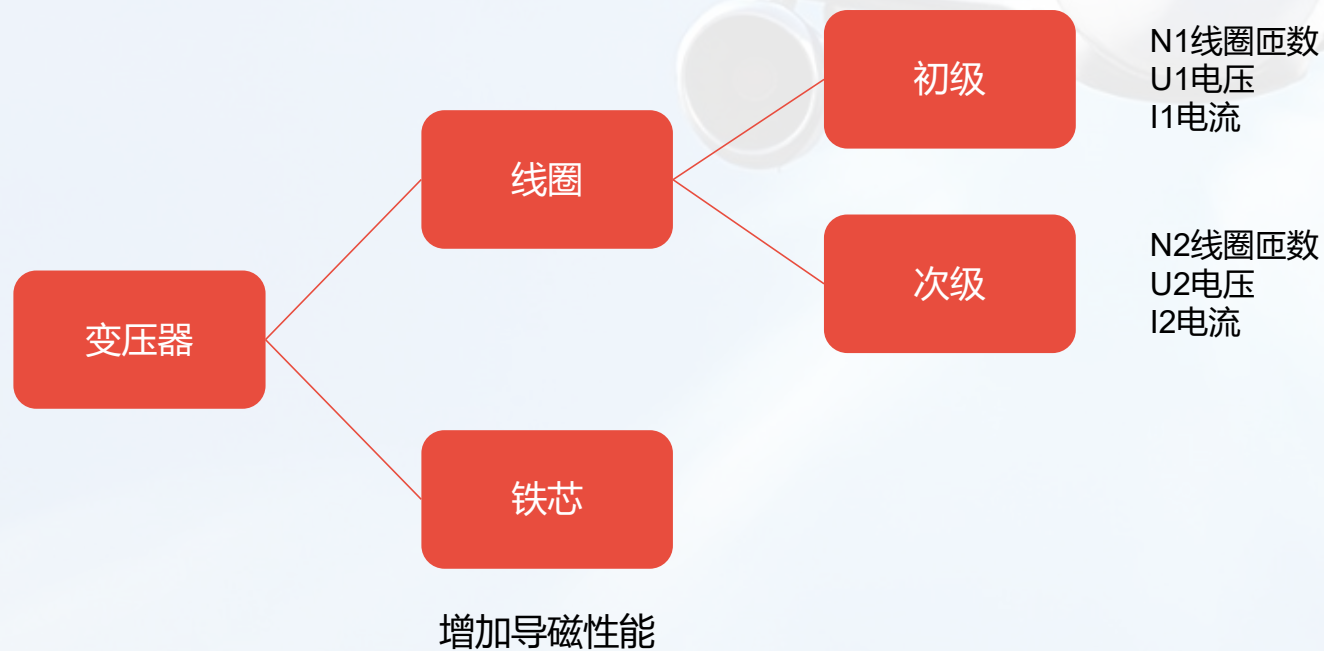 初级
N1线圈匝数
U1电压
I1电流
线圈
次级
N2线圈匝数
U2电压
I2电流
变压器
铁芯
增加导磁性能